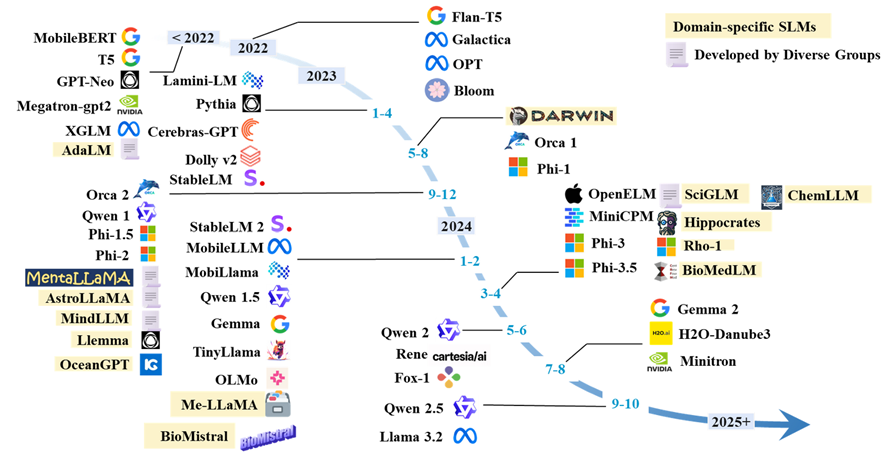 MobileBERT
T5
GPT-Neo
Megatron-gpt2
NVIDIA
XGLM
AdaLM
< 2022
2022
Flan-T5
Galactica
OPT
Bloom
Domain-specific SLMs
Developed by Diverse Groups
2023
Lamini-LM
Pythia
Cerebras-GPT
Dolly v2
StableLM
S.
1-4
5-8
DARWIN
Orca 1
ORCA
Phi-1
9-12
Orca 2
ORCA
Qwen 1
Phi-1.5
Phi-2
MentaLLaMA
AstroLLaMA
MindLLM
Llemma
OceanGPT
2024
StableLM 2
S.
MobileLLM
MobiLlama
Qwen 1.5
Gemma
TinyLlama
OLMo
Me-LLaMA
BioMistral
BioMistral
1-2
3-4
OpenELM
MiniCPM
Phi-3
Phi-3.5
SciGLM
ChemLLM
Hippocrates
Rho-1
BioMedLM
5-6
Qwen 2
Rene
cartesia/ai
Fox-1
7-8
Gemma 2
H2O.ai
H2O-Danube3
Minitron
NVIDIA
9-10
Qwen 2.5
Llama 3.2
2025+